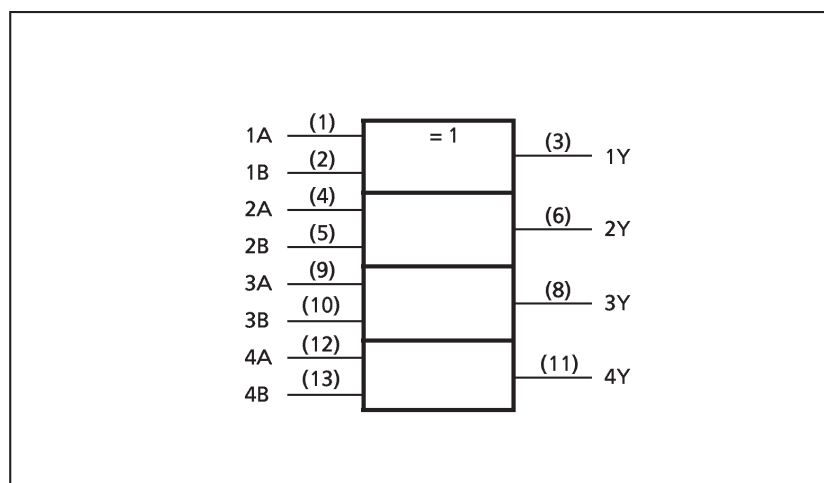 1A (1) = 1 (3) 1Y
1B (2)
2A (4) (6) 2Y
2B (5)
3A (9) (8) 3Y
3B (10)
4A (12) (11) 4Y
4B (13)